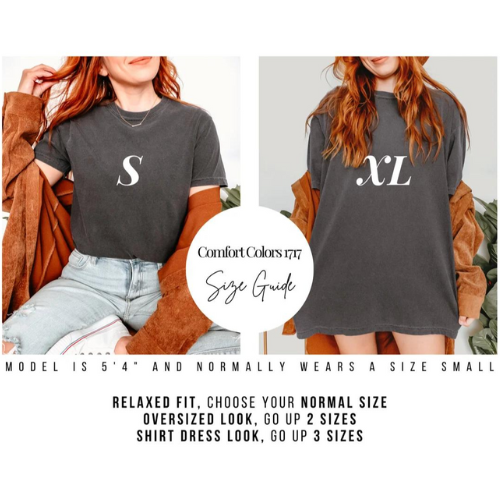 S
XL
Comfort Colors 1717
Size Guide
MODEL IS 5'4" AND NORMALLY WEARS A SIZE SMALL
RELAXED FIT, CHOOSE YOUR NORMAL SIZE
OVERSIZED LOOK, GO UP 2 SIZES
SHIRT DRESS LOOK, GO UP 3 SIZES